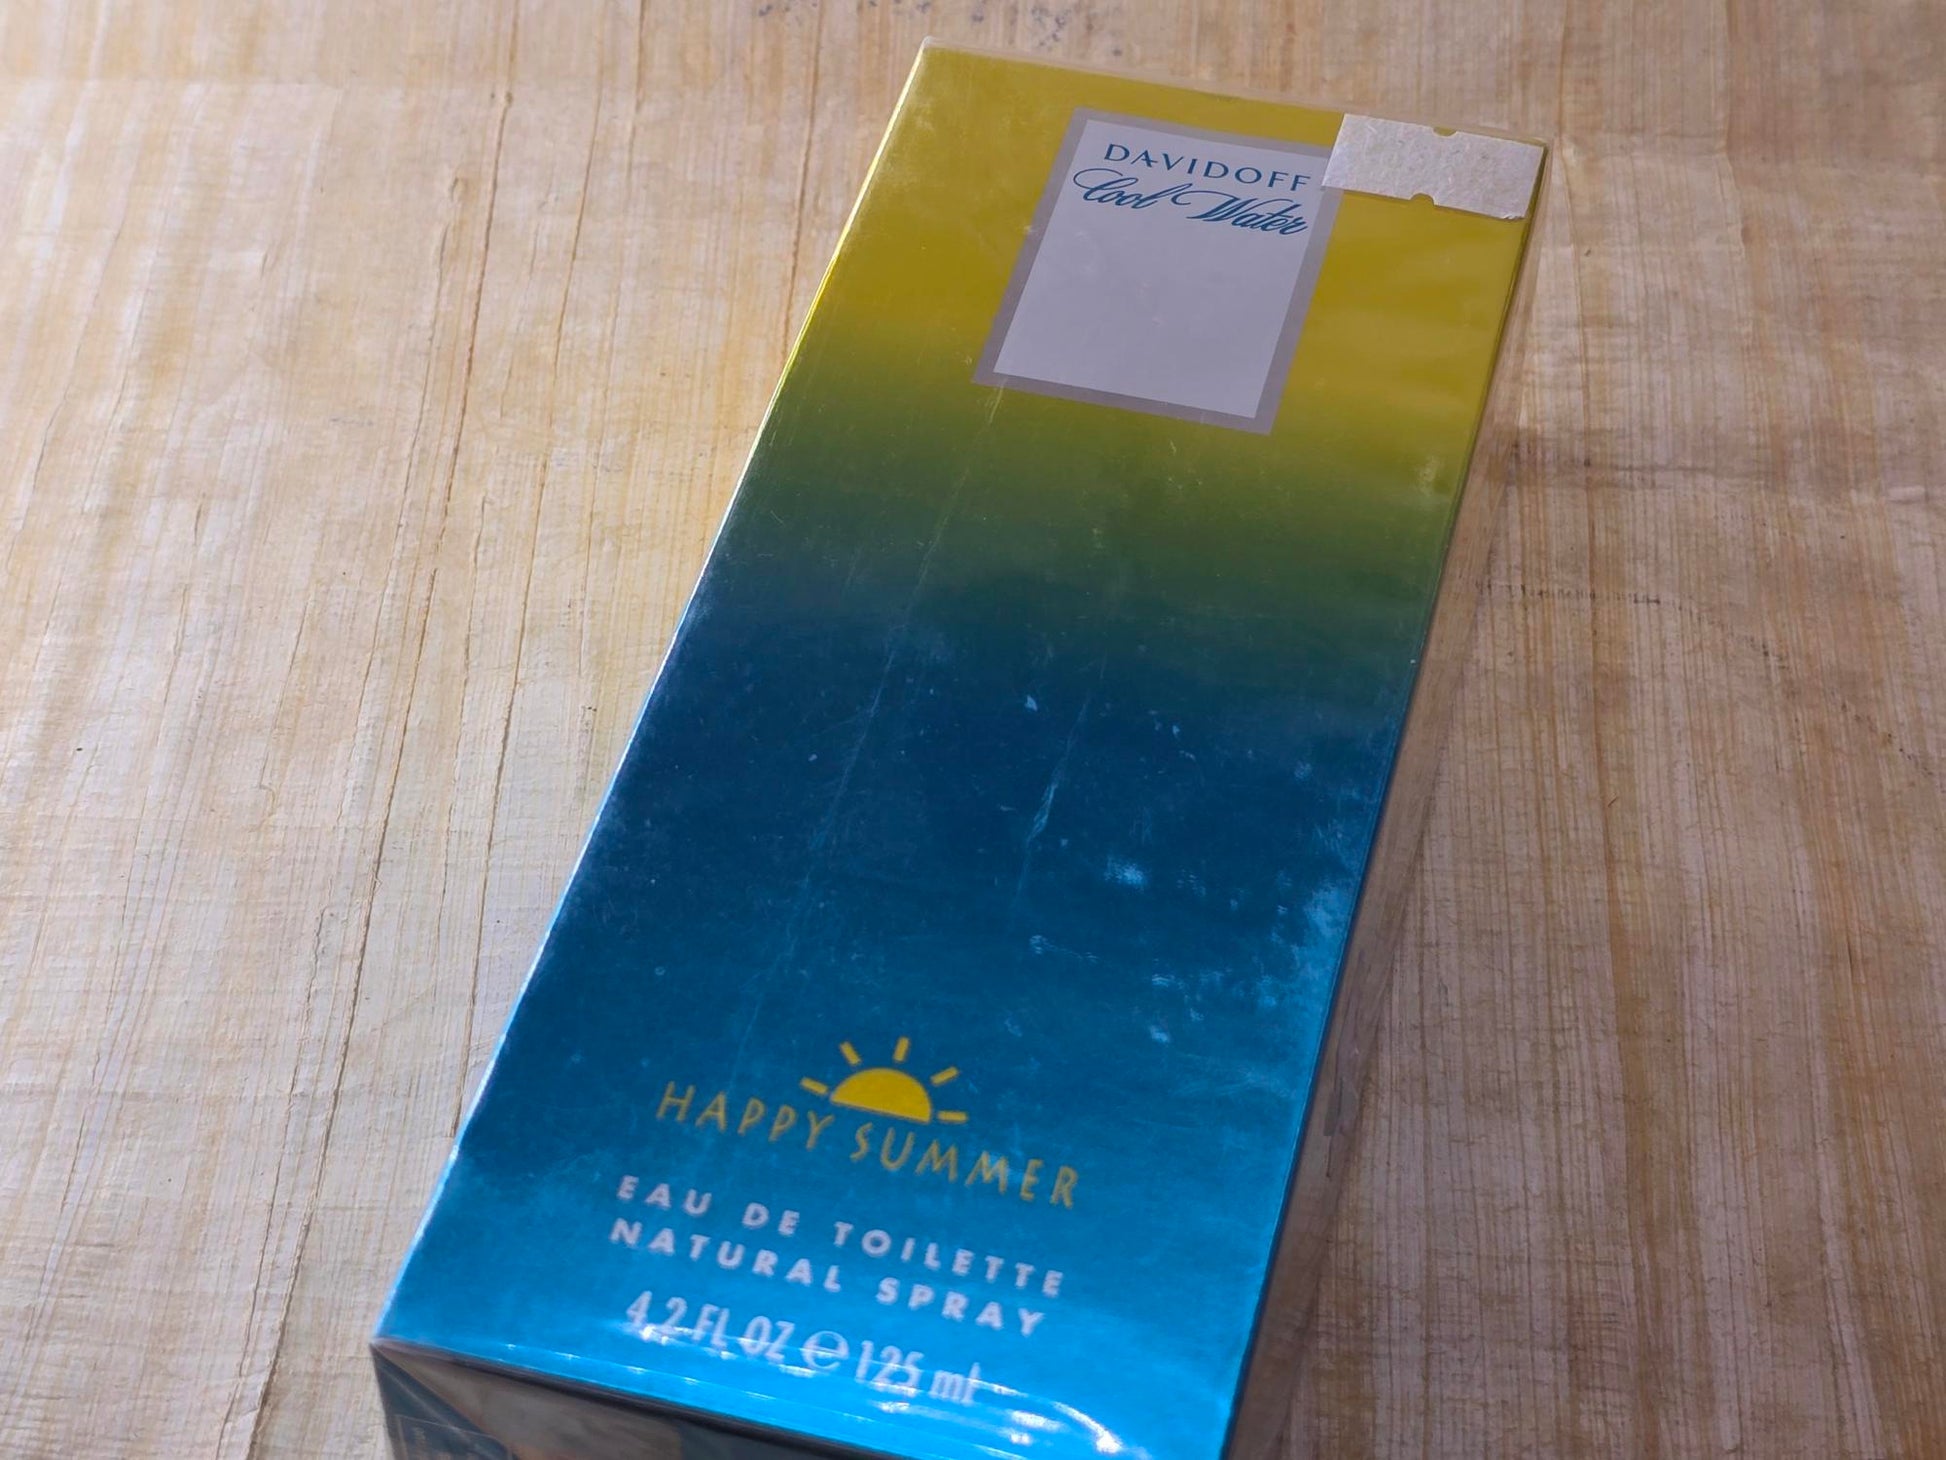 DAVIDOFF
Cool Water
HAPPY SUMMER
EAU DE TOILETTE
NATURAL SPRAY
4.2 FL OZ ℮ 125 ml